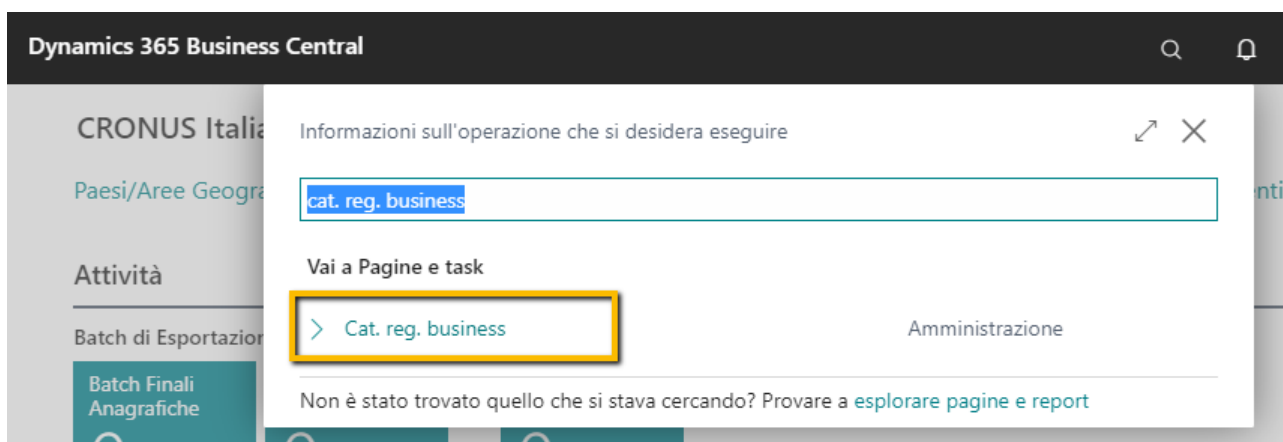 Dynamics 365 Business Central
CRONUS Italia
Informazioni sull'operazione che si desidera eseguire
Paesi/Aree Geogra
cat. reg. business
enti
Vai a Pagine e task
Attività
Cat. reg. business Amministrazione
Batch di Esportazion
Batch Finali
Anagrafiche
Non è stato trovato quello che si stava cercando? Provare a esplorare pagine e report